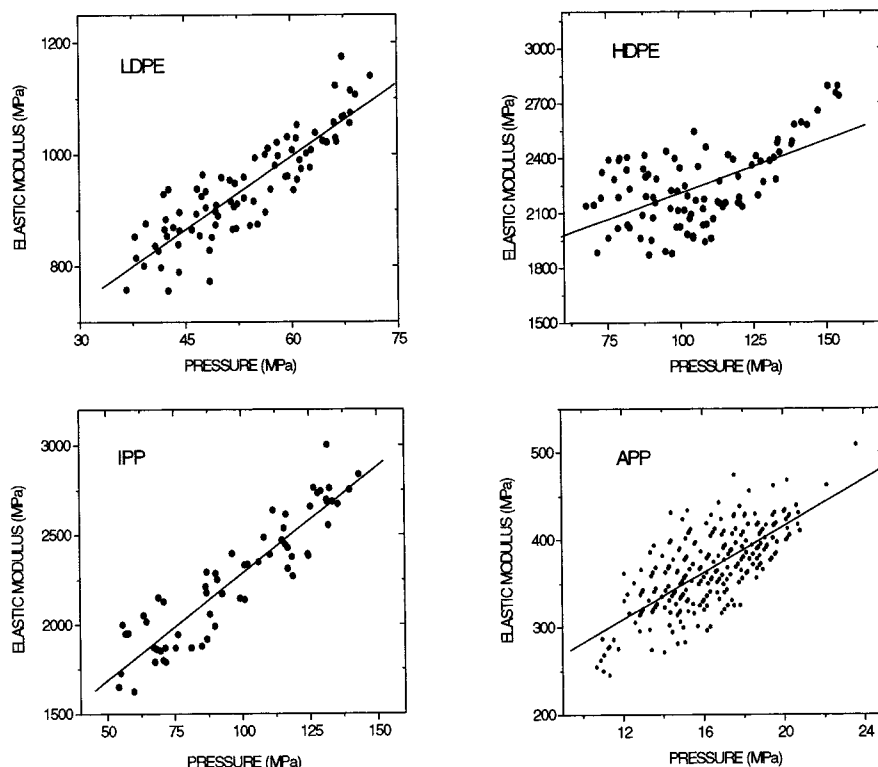 LDPE
ELASTIC MODULUS (MPa)
1200
1000
800
30 45 60 75
PRESSURE (MPa)
HDPE
ELASTIC MODULUS (MPa)
3000
2700
2400
2100
1800
1500
75 100 125 150
PRESSURE (MPa)
IPP
ELASTIC MODULUS (MPa)
3000
2500
2000
1500
50 75 100 125 150
PRESSURE (MPa)
APP
ELASTIC MODULUS (MPa)
500
400
300
200
12 16 20 24
PRESSURE (MPa)